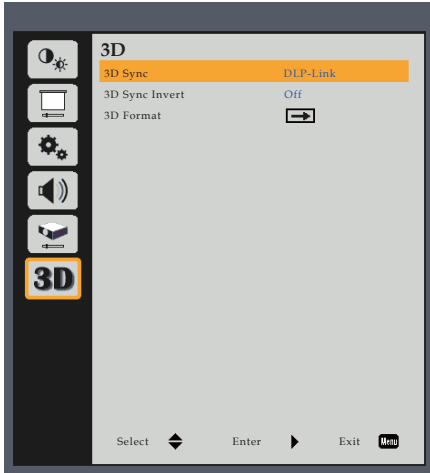 3D
3D Sync DLP-Link
3D Sync Invert Off
3D Format
3D
Select Enter Exit Menu